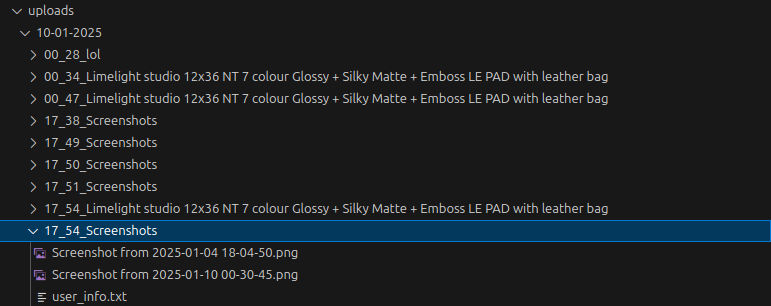 uploads
10-01-2025
00_28_lol
00_34_Limelight studio 12x36 NT 7 colour Glossy + Silky Matte + Emboss LE PAD with leather bag
00_47_Limelight studio 12x36 NT 7 colour Glossy + Silky Matte + Emboss LE PAD with leather bag
17_38_Screenshots
17_49_Screenshots
17_50_Screenshots
17_51_Screenshots
17_54_Limelight studio 12x36 NT 7 colour Glossy + Silky Matte + Emboss LE PAD with leather bag
17_54_Screenshots
Screenshot from 2025-01-04 18-04-50.png
Screenshot from 2025-01-10 00-30-45.png
user_info.txt